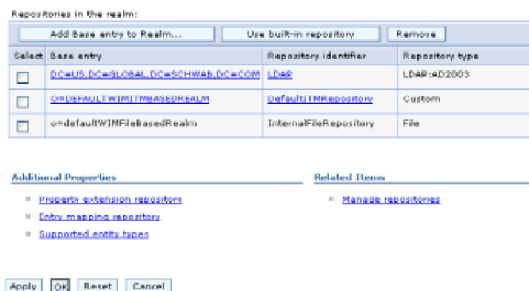 Repositories in the realm:
Add Base entry to Realm... Use built-in repository Remove
Select Base entry Repository identifier Repository type
DC=US,DC=GLOBAL,DC=SCHWAB,DC=COM LDAP LDAP:AD2003
O=DEFAULTWIMITMBASEDREALM DefaultITMRepository Custom
o=defaultWIMFileBasedRealm InternalFileRepository File
Additional Properties Related Items
Property extension repository Manage repositories
Entry mapping repository
Supported entity types
Apply OK Reset Cancel